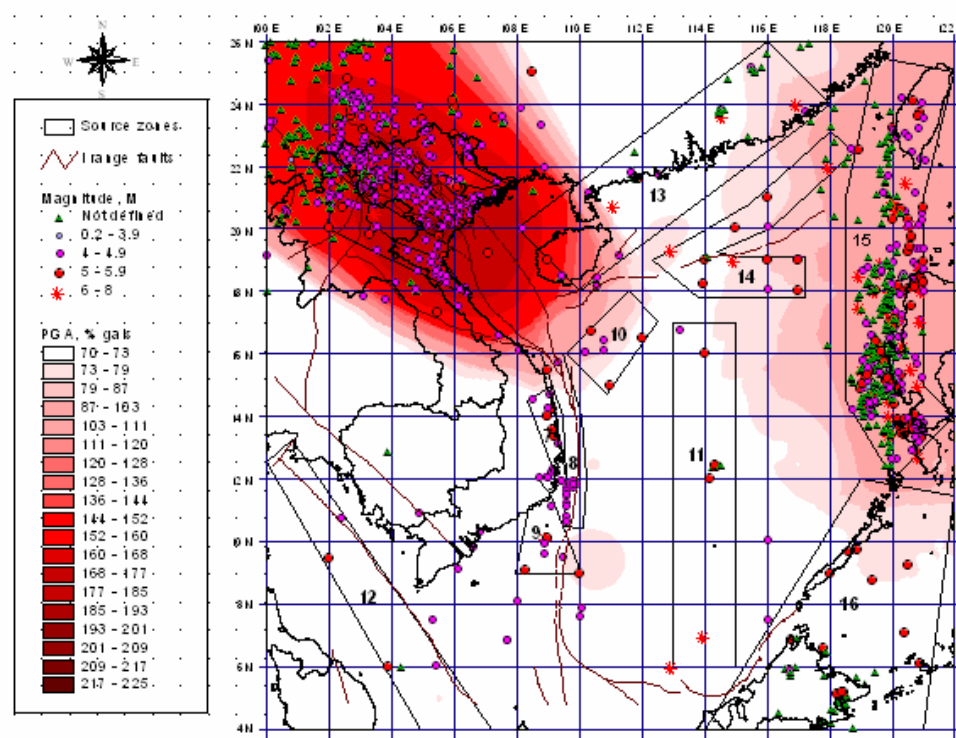 N
W E
S
Source zones
range faults
Magnitude, M
Not defined
0.2 - 3.9
4 - 4.9
5 - 5.9
6 - 8
PGA, % gals
70 - 73
73 - 79
79 - 87
87 - 103
103 - 111
111 - 120
120 - 128
128 - 136
136 - 144
144 - 152
152 - 160
160 - 168
168 - 177
177 - 185
185 - 193
193 - 201
201 - 209
209 - 217
217 - 225
100 E 102 E 104 E 106 E 108 E 110 E 112 E 114 E 116 E 118 E 120 E
26 N
24 N
22 N
20 N
18 N
16 N
14 N
12 N
10 N
8 N
6 N
4 N
13
15
14
10
11
8
9
12
16